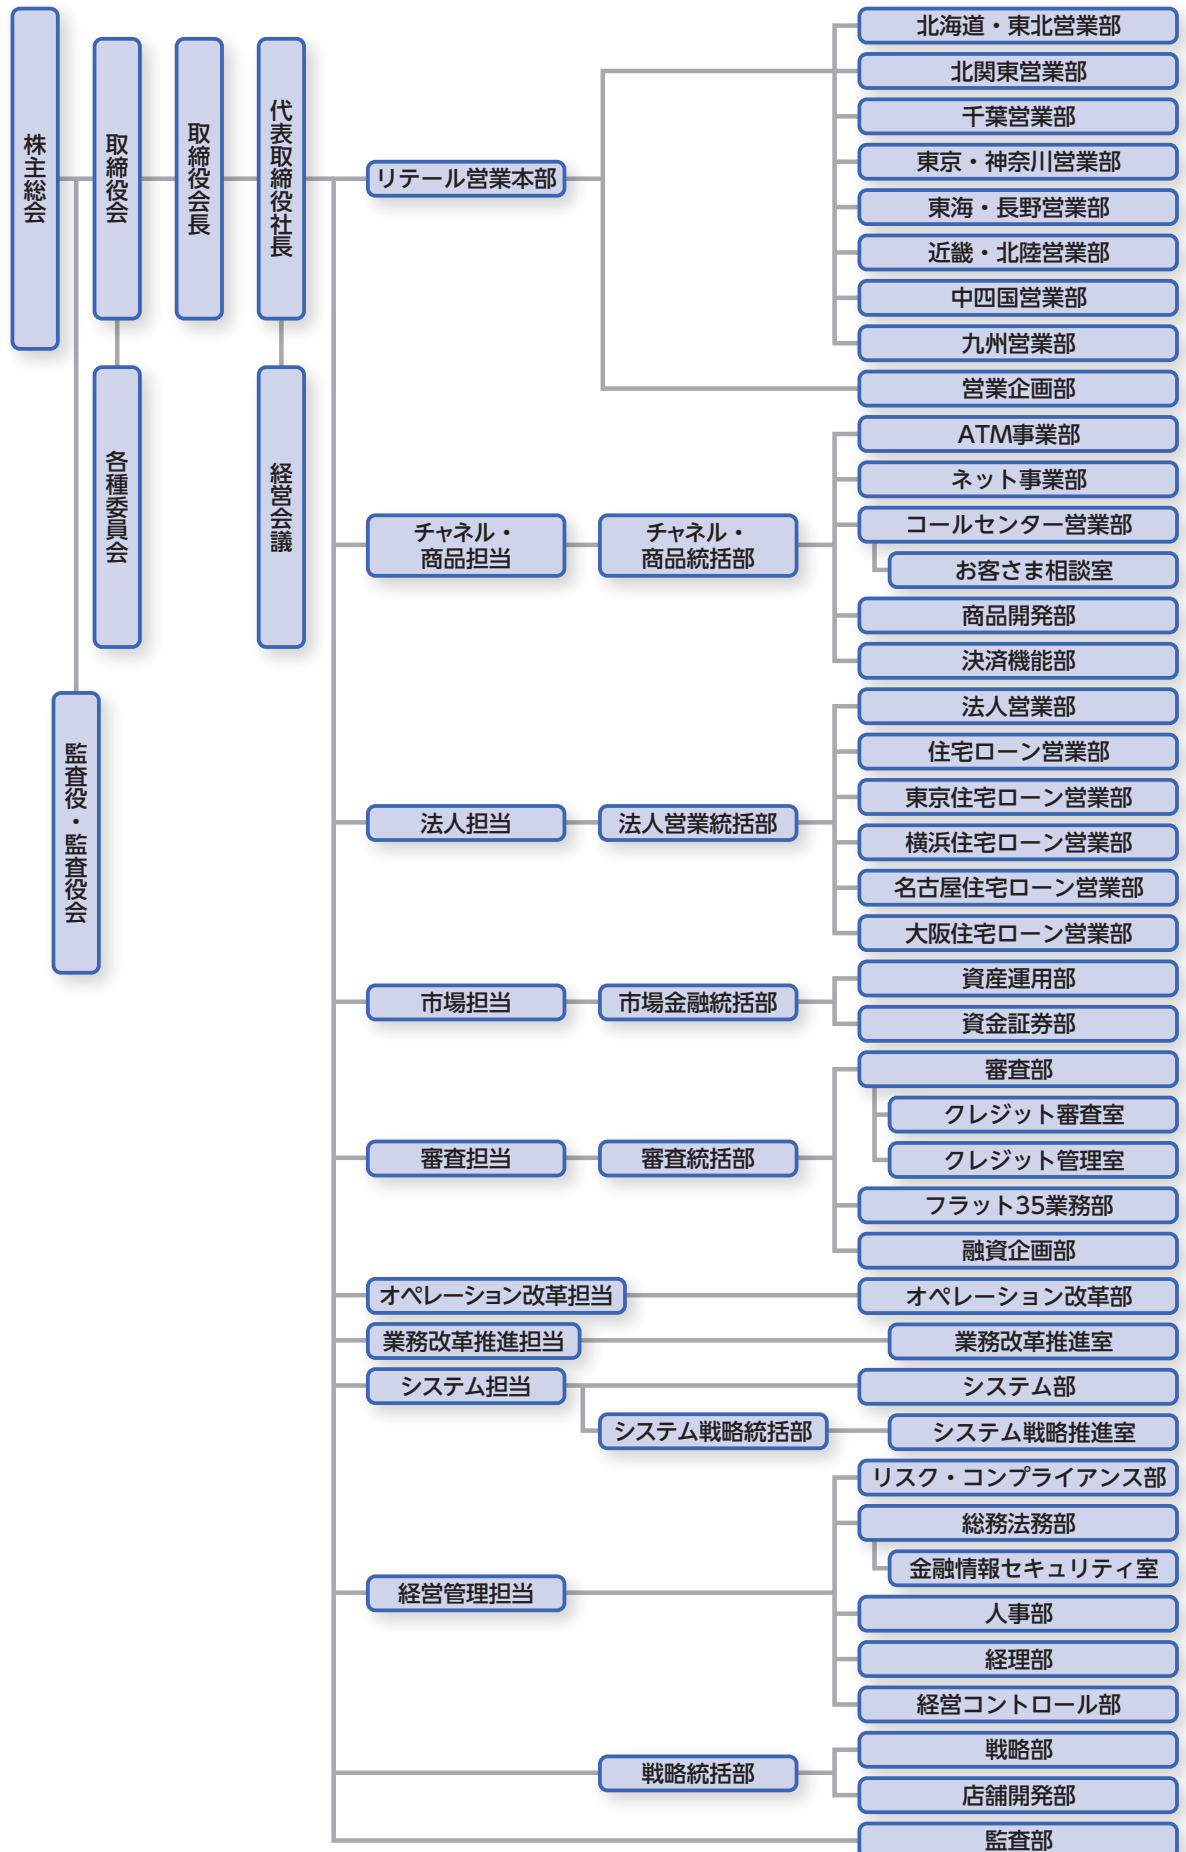 株主総会
取締役会
取締役会長
代表取締役社長
各種委員会
経営会議
監査役・監査役会
リテール営業本部
北海道・東北営業部
北関東営業部
千葉営業部
東京・神奈川営業部
東海・長野営業部
近畿・北陸営業部
中四国営業部
九州営業部
営業企画部
チャネル・
商品担当
チャネル・
商品統括部
ATM事業部
ネット事業部
コールセンター営業部
お客さま相談室
商品開発部
決済機能部
法人担当
法人営業統括部
法人営業部
住宅ローン営業部
東京住宅ローン営業部
横浜住宅ローン営業部
名古屋住宅ローン営業部
大阪住宅ローン営業部
市場担当
市場金融統括部
資産運用部
資金証券部
審査担当
審査統括部
審査部
クレジット審査室
クレジット管理室
フラット35業務部
融資企画部
オペレーション改革担当
オペレーション改革部
業務改革推進担当
業務改革推進室
システム担当
システム部
システム戦略統括部
システム戦略推進室
経営管理担当
リスク・コンプライアンス部
総務法務部
金融情報セキュリティ室
人事部
経理部
経営コントロール部
戦略統括部
戦略部
店舗開発部
監査部